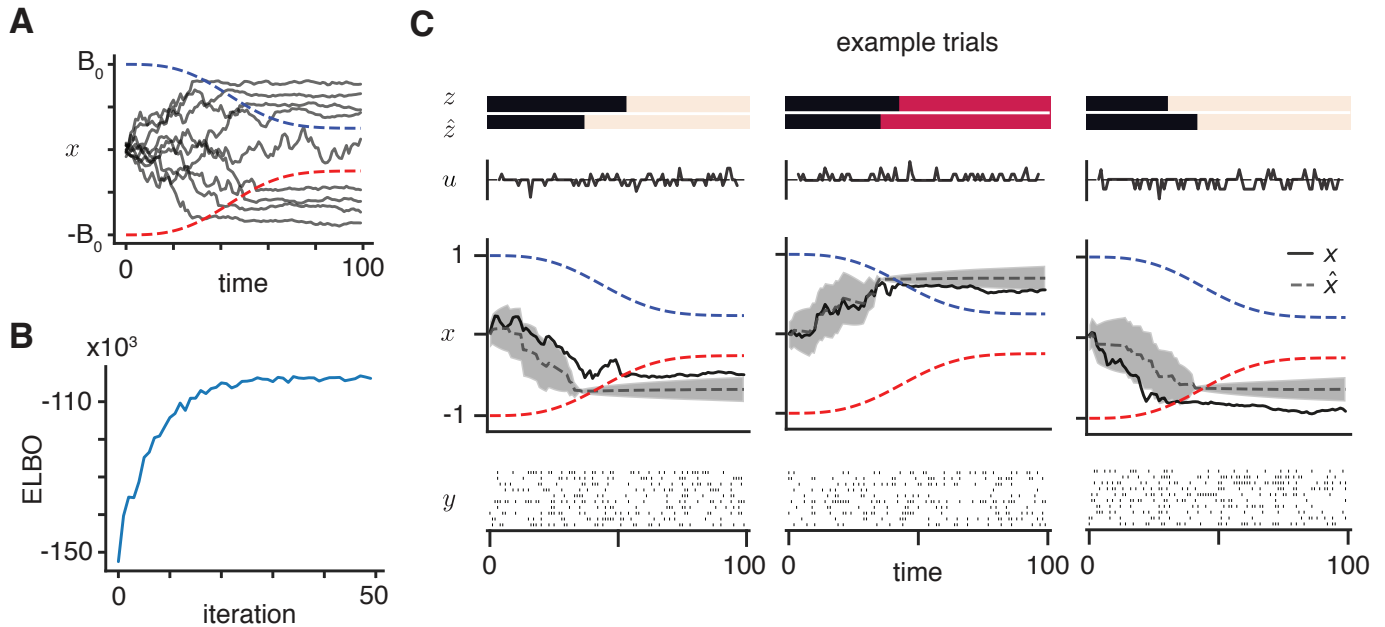 A
B₀
x
-B₀
0
100
time
B
x10³
-110
ELBO
-150
0
50
iteration
C
example trials
z
ẑ
u
1
x
-1
x
x̂
y
0
100
0
100
0
100
time